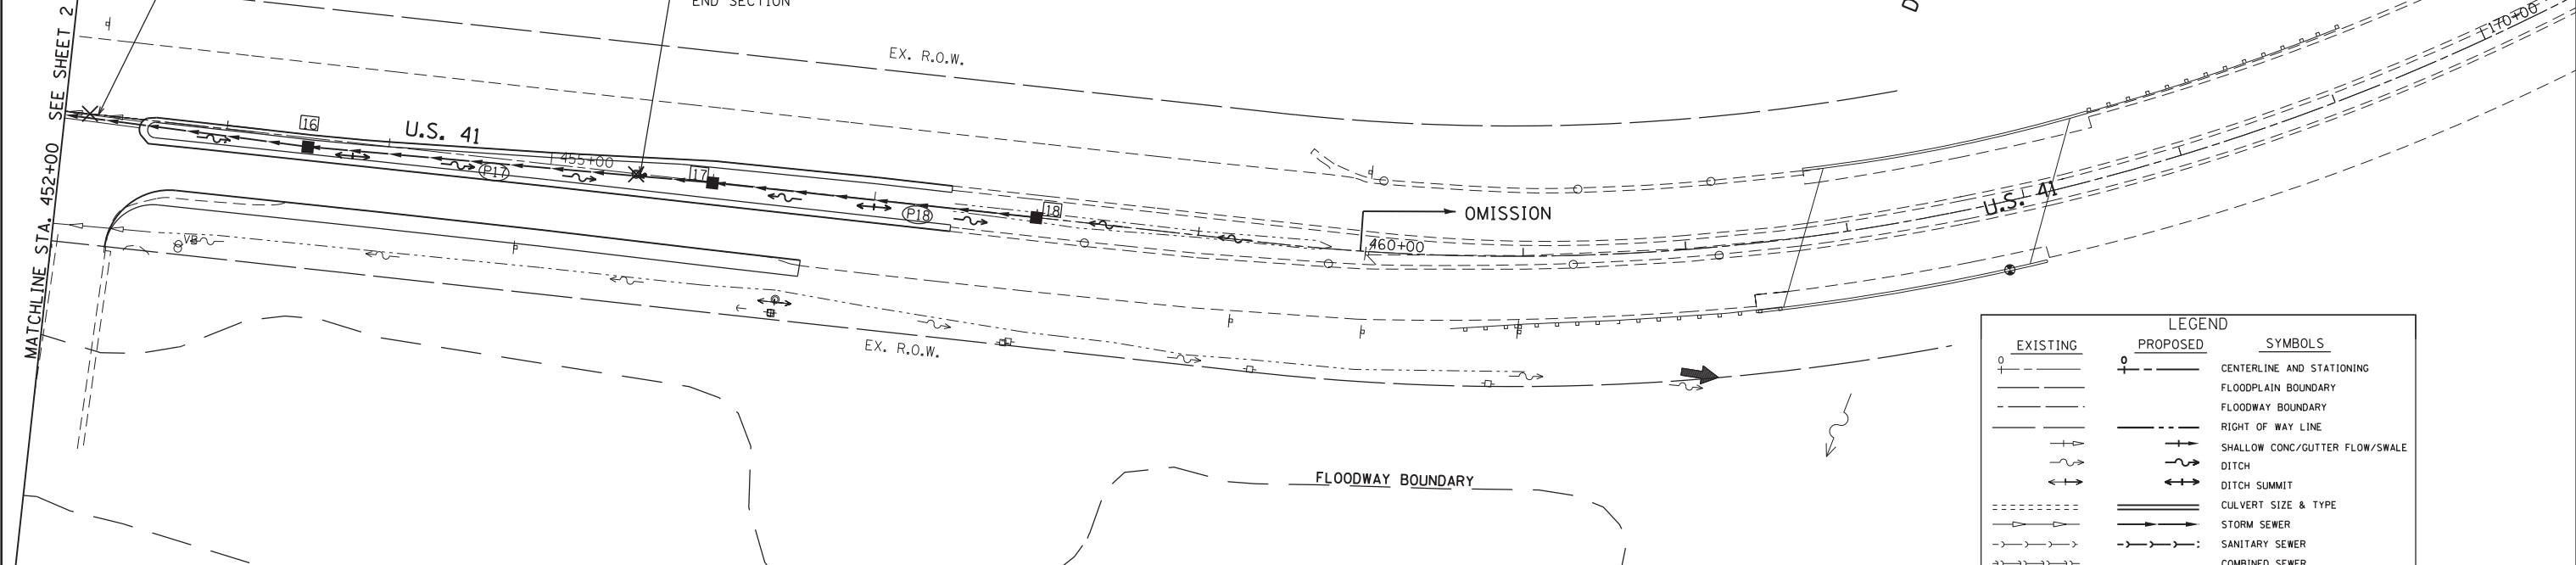 END SECTION
MATCHLINE STA. 452+00 SEE SHEET 2
EX. R.O.W.
170+00
16
U.S. 41
455+00
P17
17
P18
18
OMISSION
460+00
U.S. 41
VB
EX. R.O.W.
FLOODWAY BOUNDARY
LEGEND
EXISTING PROPOSED SYMBOLS
0 0 CENTERLINE AND STATIONING
FLOODPLAIN BOUNDARY
FLOODWAY BOUNDARY
RIGHT OF WAY LINE
SHALLOW CONC/GUTTER FLOW/SWALE
DITCH
DITCH SUMMIT
CULVERT SIZE & TYPE
STORM SEWER
SANITARY SEWER
COMBINED SEWER